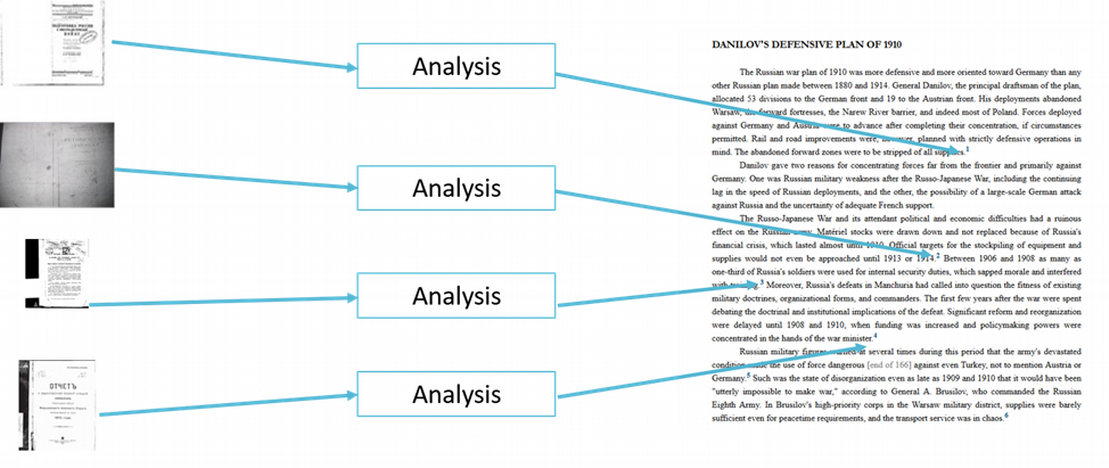 ПОДГОТОВКА РОССИИ
ВОЙНЕ
ОТЧЕТЪ
Analysis
Analysis
Analysis
Analysis
DANILOV'S DEFENSIVE PLAN OF 1910
The Russian war plan of 1910 was more defensive and more oriented toward Germany than any
other Russian plan made between 1880 and 1914. General Danilov, the principal draftsman of the plan,
allocated 53 divisions to the German front and 19 to the Austrian front. His deployments abandoned
Warsaw, the forward fortresses, the Narew River barrier, and indeed most of Poland. Forces deployed
against Germany and Austria were to advance after completing their concentration, if circumstances
permitted. Rail and road improvements were, however, planned with strictly defensive operations in
mind. The abandoned forward zones were to be stripped of all supplies.1
Danilov gave two reasons for concentrating forces far from the frontier and primarily against
Germany. One was Russian military weakness after the Russo-Japanese War, including the continuing
lag in the speed of Russian deployments, and the other, the possibility of a large-scale German attack
against Russia and the uncertainty of adequate French support.
The Russo-Japanese War and its attendant political and economic difficulties had a ruinous
effect on the Russian army. Matériel stocks were drawn down and not replaced because of Russia's
financial crisis, which lasted almost until 1910. Official targets for the stockpiling of equipment and
supplies would not even be approached until 1913 or 1914.2 Between 1906 and 1908 as many as
one-third of Russia's soldiers were used for internal security duties, which sapped morale and interfered
with training.3 Moreover, Russia's defeats in Manchuria had called into question the fitness of existing
military doctrines, organizational forms, and commanders. The first few years after the war were spent
debating the doctrinal and institutional implications of the defeat. Significant reform and reorganization
were delayed until 1908 and 1910, when funding was increased and policymaking powers were
concentrated in the hands of the war minister.4
Russian military figures warned at several times during this period that the army's devastated
condition made the use of force dangerous [end of 166] against even Turkey, not to mention Austria or
Germany.5 Such was the state of disorganization even as late as 1909 and 1910 that it would have been
"utterly impossible to make war," according to General A. Brusilov, who commanded the Russian
Eighth Army. In Brusilov's high-priority corps in the Warsaw military district, supplies were barely
sufficient even for peacetime requirements, and the transport service was in chaos.6